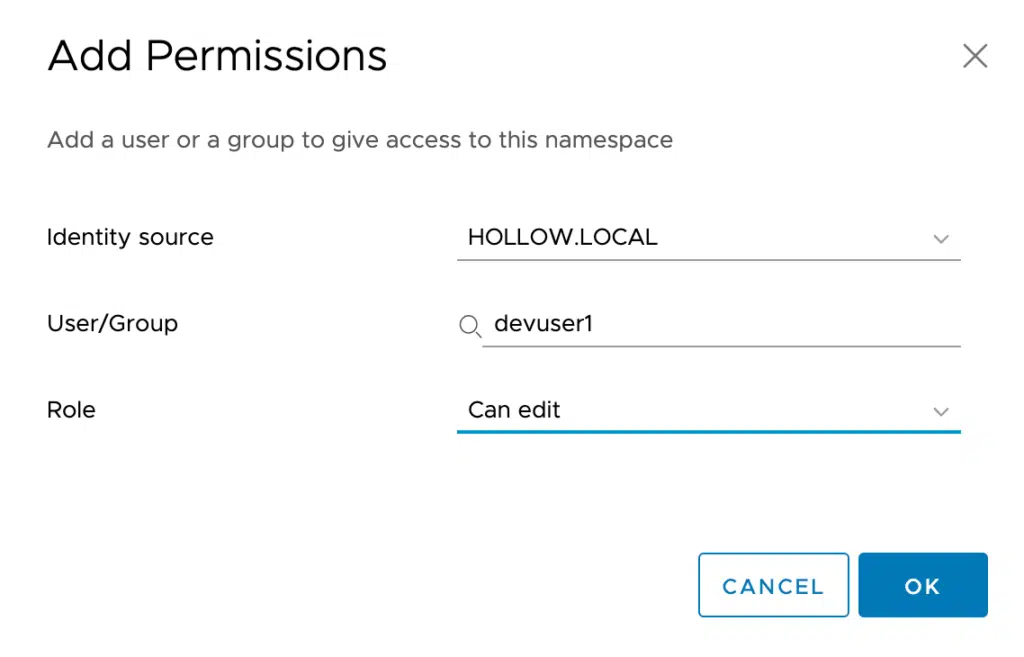 Add Permissions
Add a user or a group to give access to this namespace
Identity source HOLLOW.LOCAL
User/Group devuser1
Role Can edit
CANCEL OK